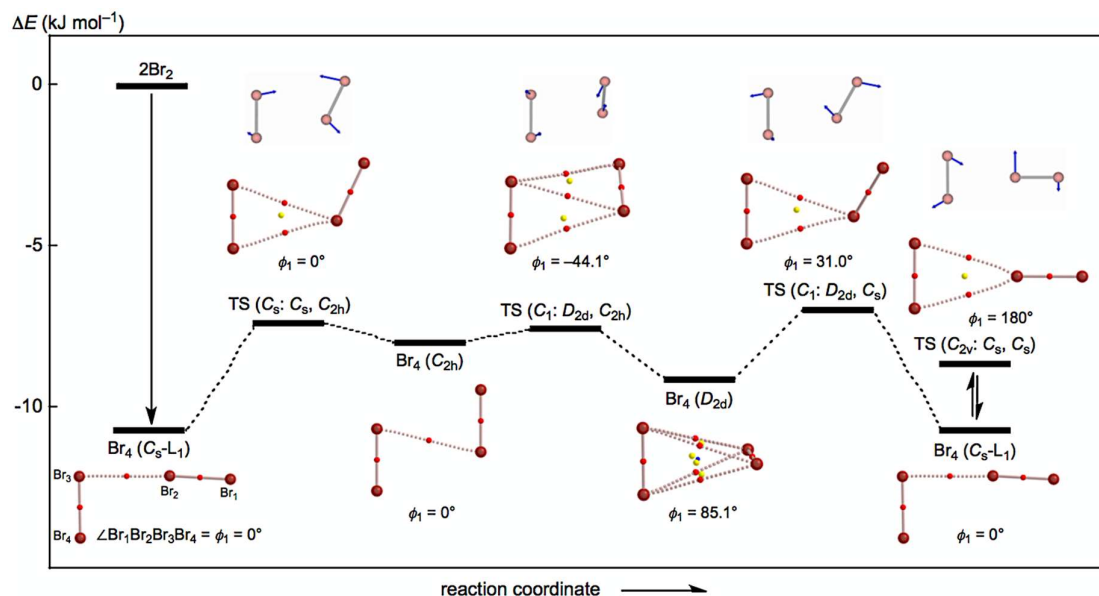 ΔE (kJ mol⁻¹)
0
-5
-10
2Br₂
ϕ₁ = 0°
ϕ₁ = –44.1°
ϕ₁ = 31.0°
ϕ₁ = 180°
TS (Cₛ: Cₛ, C₂ₕ)
TS (C₁: D₂d, C₂ₕ)
TS (C₁: D₂d, Cₛ)
TS (C₂ᵥ: Cₛ, Cₛ)
Br₄ (C₂ₕ)
Br₄ (D₂d)
Br₄ (Cₛ-L₁)
Br₄ (Cₛ-L₁)
Br₃
Br₂
Br₁
Br₄
∠Br₁Br₂Br₃Br₄ = ϕ₁ = 0°
ϕ₁ = 0°
ϕ₁ = 85.1°
ϕ₁ = 0°
reaction coordinate